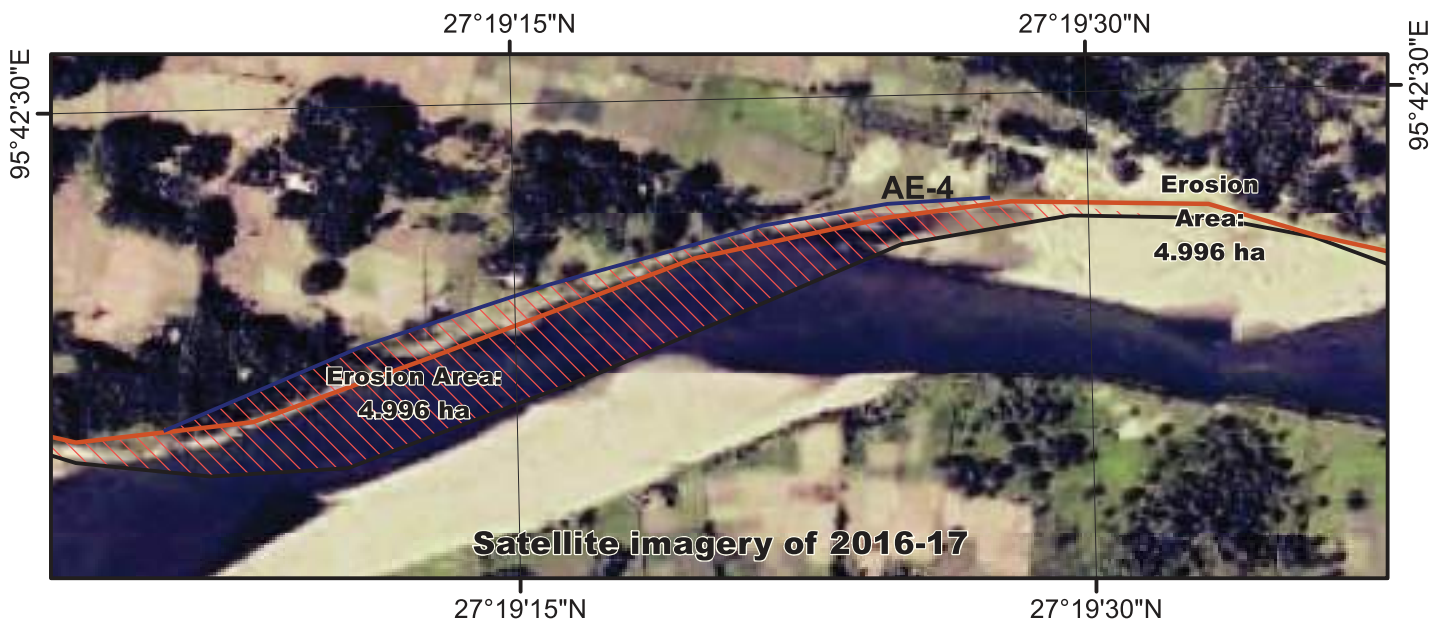 27°19'15"N
27°19'30"N
95°42'30"E
95°42'30"E
AE-4
Erosion
Area:
4.996 ha
Erosion Area:
4.996 ha
Satellite imagery of 2016-17
27°19'15"N
27°19'30"N